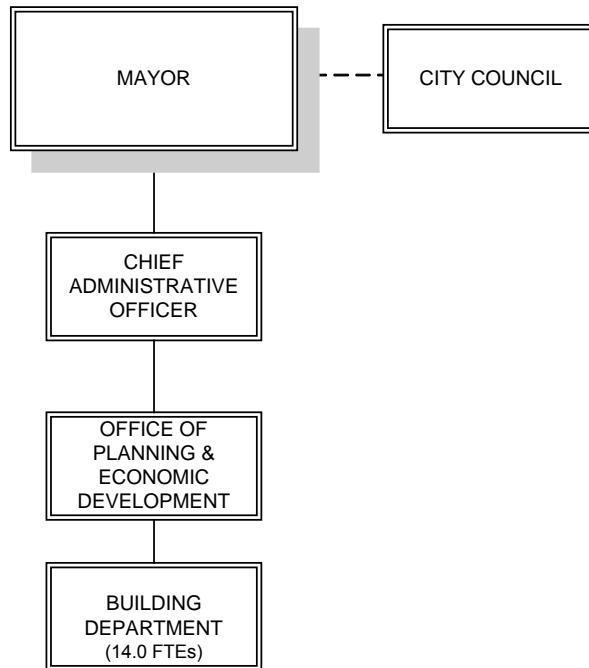 MAYOR
CITY COUNCIL
CHIEF
ADMINISTRATIVE
OFFICER
OFFICE OF
PLANNING &
ECONOMIC
DEVELOPMENT
BUILDING
DEPARTMENT
(14.0 FTEs)